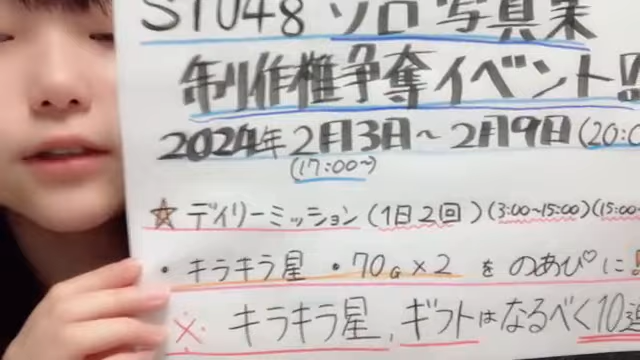 STU48 ソロ写真集
制作権争奪イベント!!
2024年2月3日～2月9日(20:0
(17:00~)
☆デイリーミッション(1日2回)(3:00~15:00)(15:00~
・キラキラ星 ・70G×2 をのあぴ♡に!
※ キラキラ星,ギフトはなるべく10連